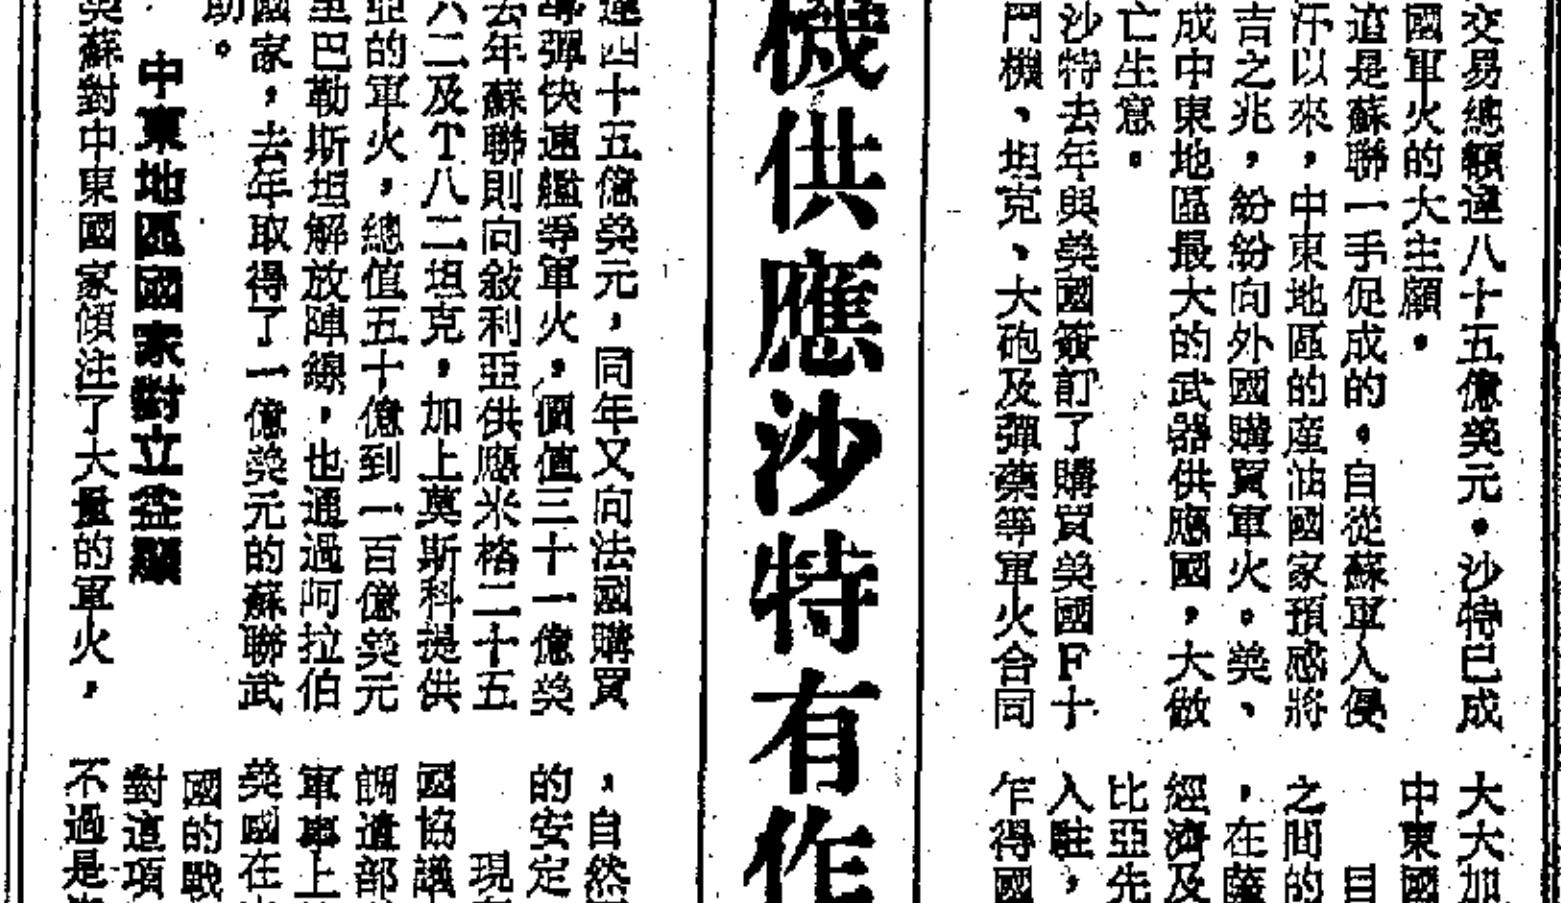 交易總額達八十五億美元。沙特已成
國軍火的大主顧。
這是蘇聯一手促成的。自從蘇軍入侵
汗以來,中東地區的產油國家預感將
吉之兆,紛紛向外國購買軍火。美、
成中東地區最大的武器供應國,大做
亡生意。
沙特去年與美國簽訂了購買美國F十
鬥機、坦克、大砲及彈藥等軍火合同
大大加
中東國
目
之間的
,在薩
經濟及
比亞先
入駐,
乍得國
機供應沙特有作
達四十五億美元,同年又向法國購買
導彈快速艦等軍火,價值三十一億美
去年蘇聯則向敍利亞供應米格二十五
六二及T八二坦克,加上莫斯科提供
亞的軍火,總值五十億到一百億美元
里巴勒斯坦解放陣線,也通過阿拉伯
國家,去年取得了一億美元的蘇聯武
助。
中東地區國家對立益顯
美蘇對中東國家傾注了大量的軍火,
,自然
的安定
現
國協議
調遣部
軍事上
美國在
國的戰
對這項
不過是